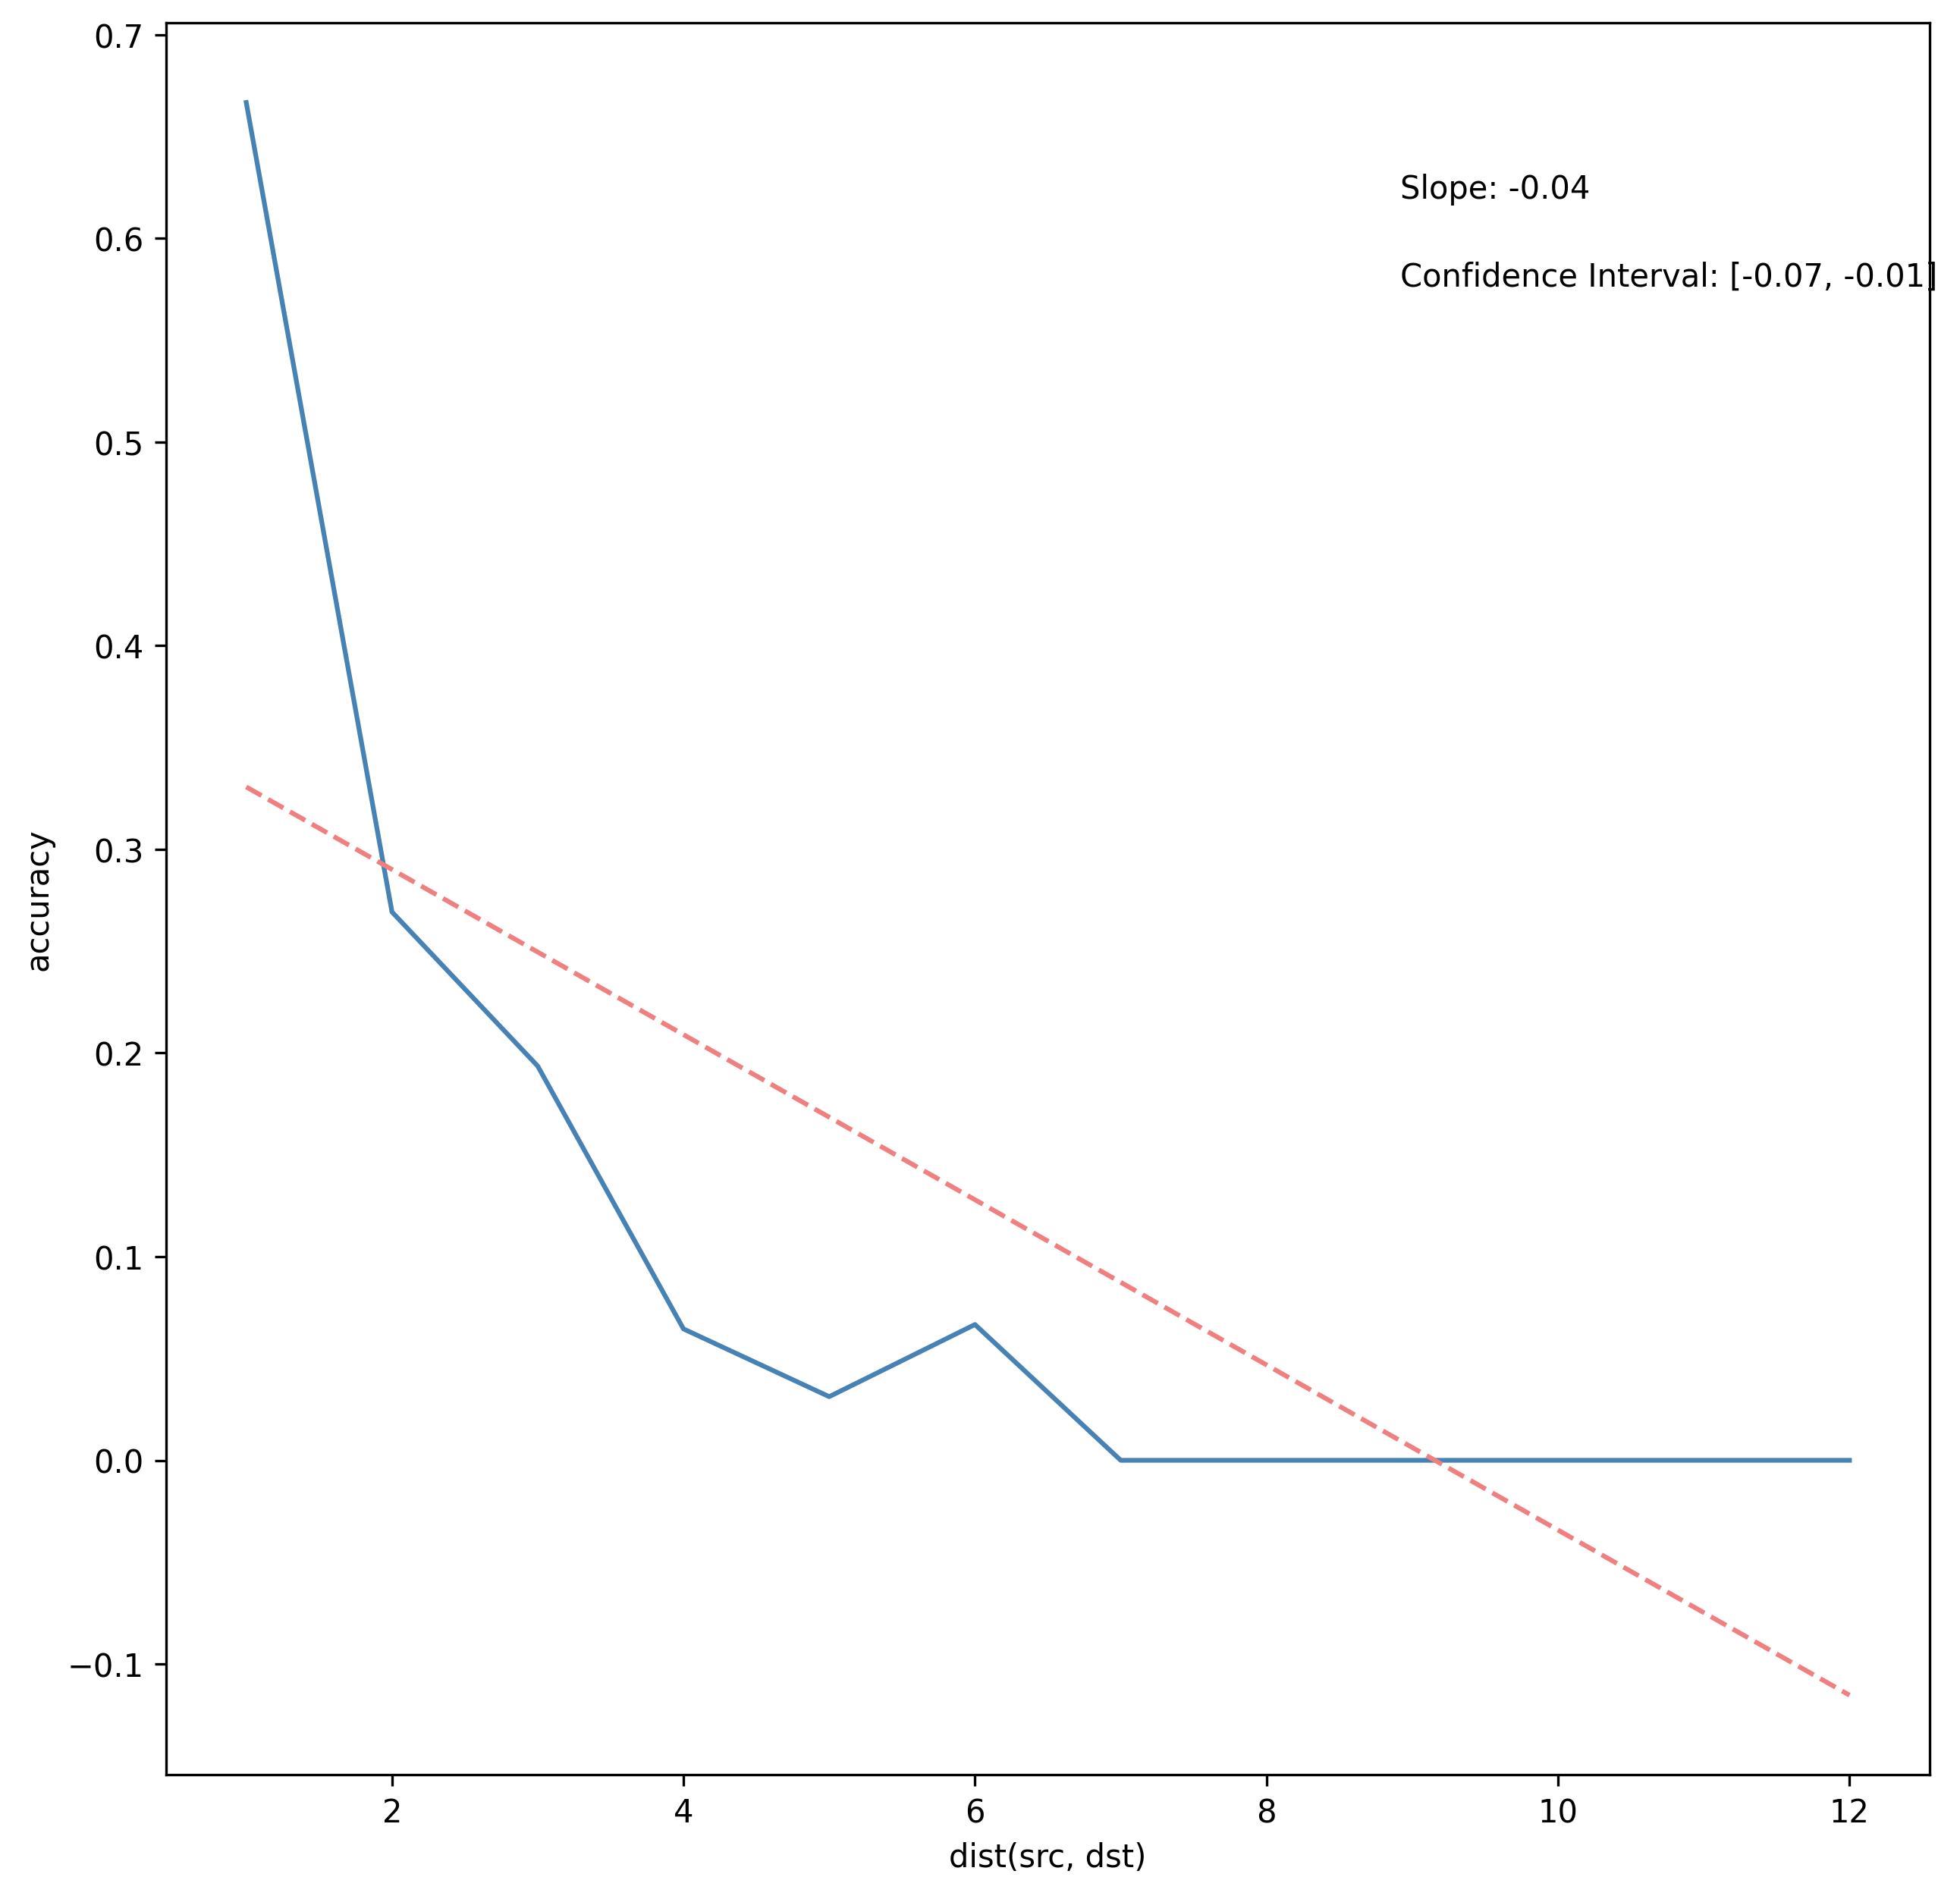 0.7
0.6
0.5
0.4
0.3
0.2
0.1
0.0
−0.1
accuracy
Slope: -0.04
Confidence Interval: [-0.07, -0.01]
2 4 6 8 10 12
dist(src, dst)